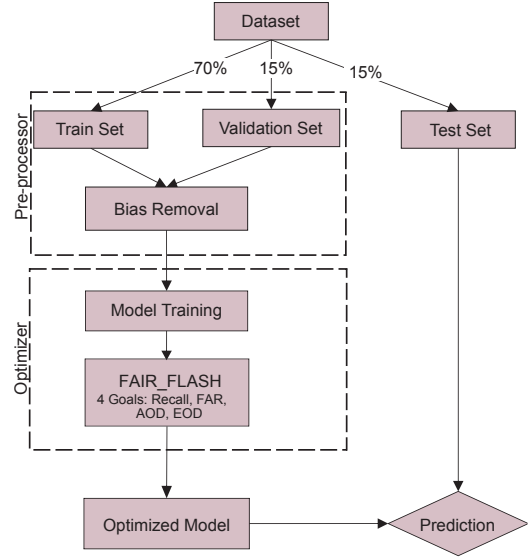 Dataset
70%
15%
15%
Pre-processor
Train Set
Validation Set
Test Set
Bias Removal
Optimizer
Model Training
FAIR_FLASH
4 Goals: Recall, FAR,
AOD, EOD
Optimized Model
Prediction